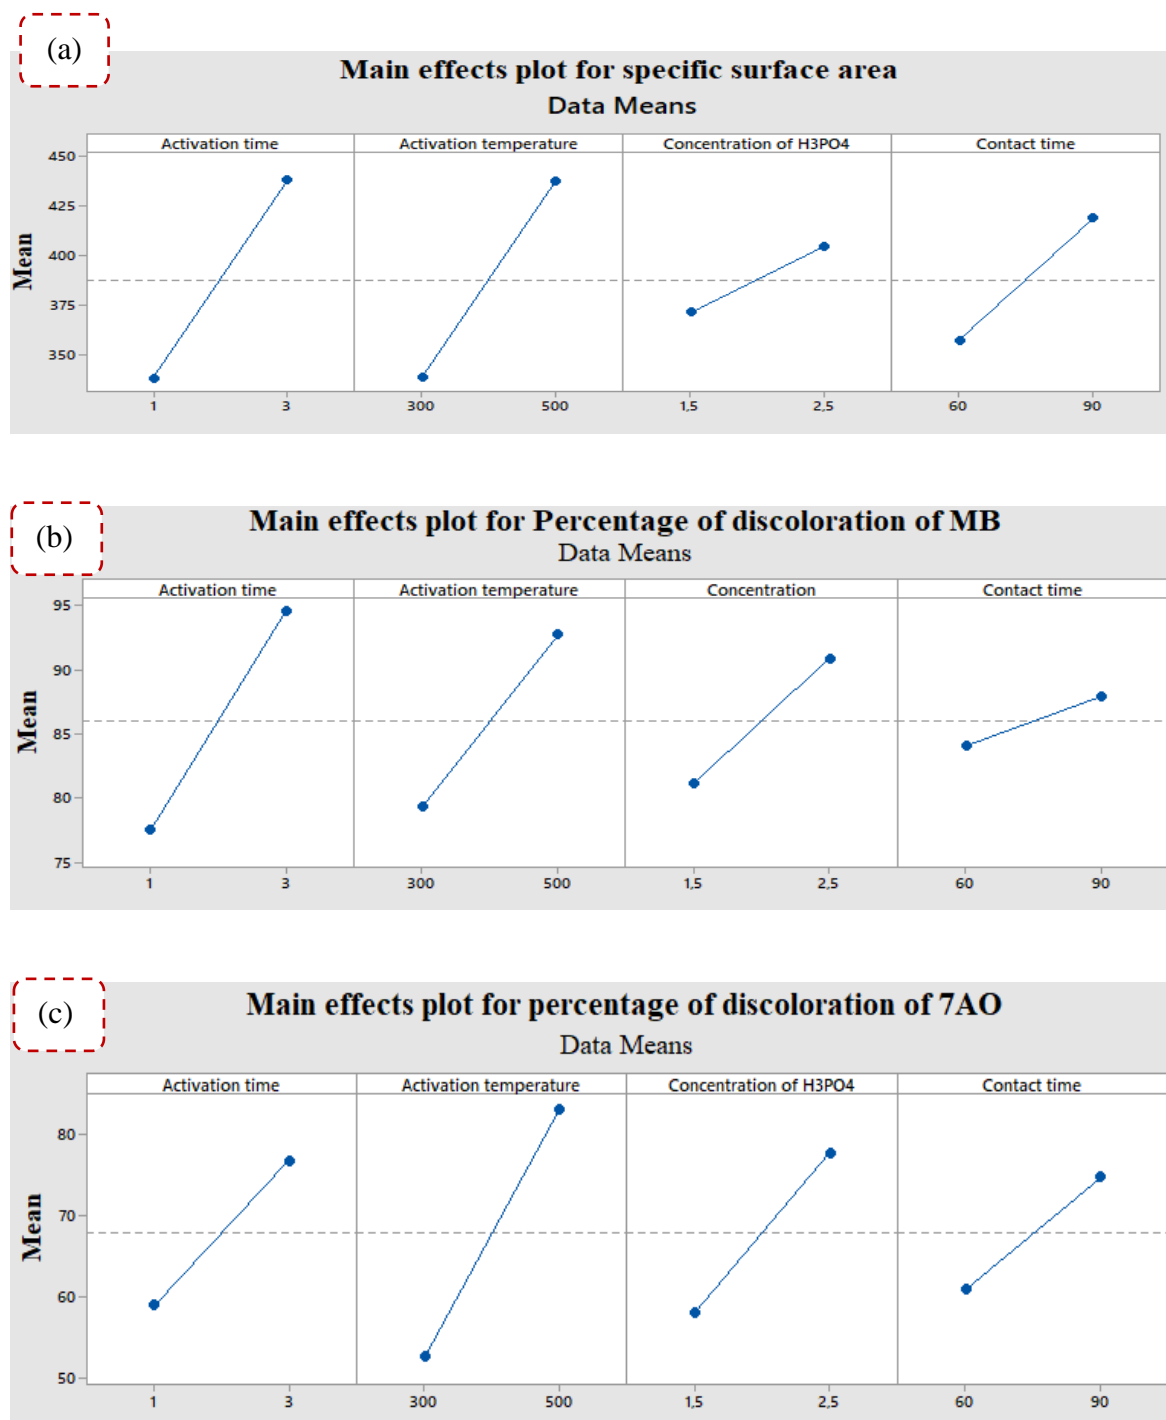 (a)
Main effects plot for specific surface area
Data Means
Activation time
Activation temperature
Concentration of H3PO4
Contact time
Mean
450
425
400
375
350
1
3
300
500
1,5
2,5
60
90
(b)
Main effects plot for Percentage of discoloration of MB
Data Means
Activation time
Activation temperature
Concentration
Contact time
Mean
95
90
85
80
75
1
3
300
500
1,5
2,5
60
90
(c)
Main effects plot for percentage of discoloration of 7AO
Data Means
Activation time
Activation temperature
Concentration of H3PO4
Contact time
Mean
80
70
60
50
1
3
300
500
1,5
2,5
60
90